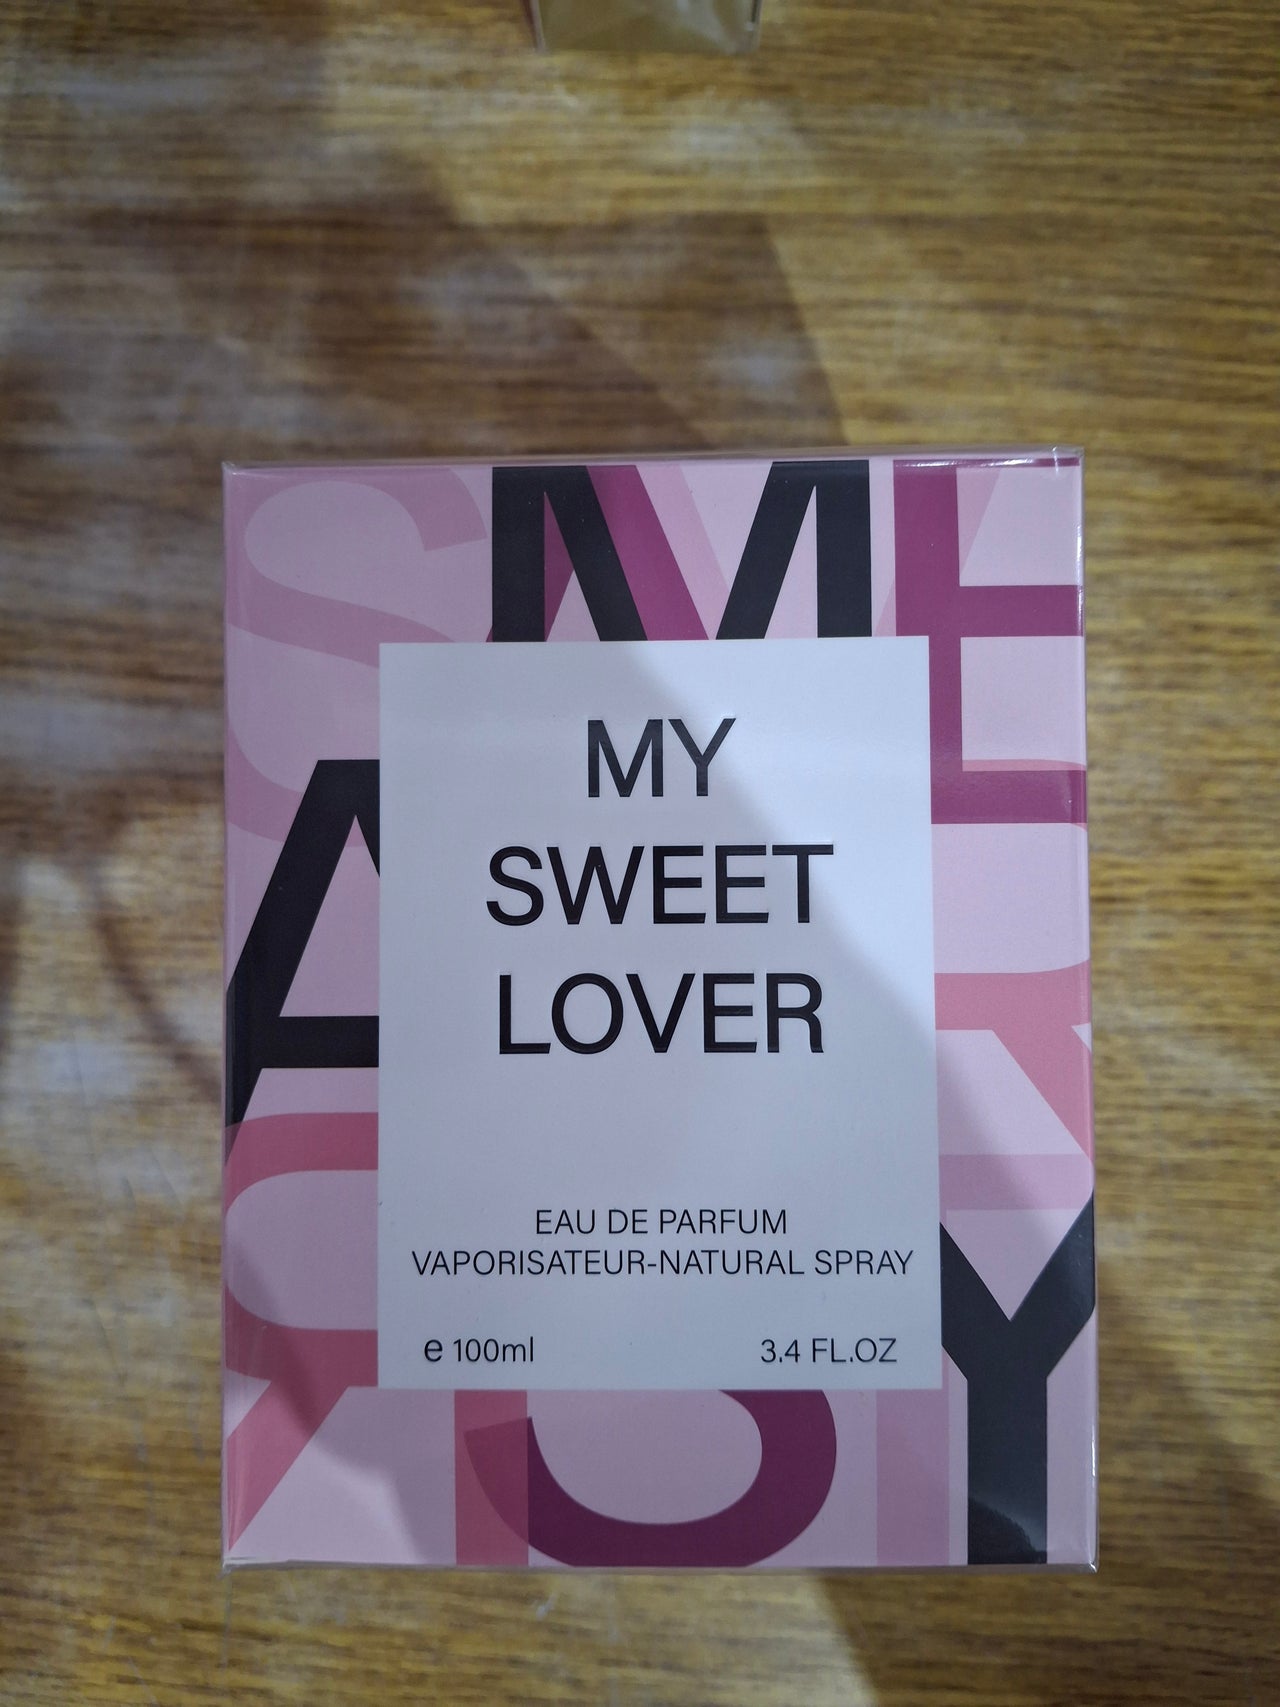 MY
SWEET
LOVER
EAU DE PARFUM
VAPORISATEUR-NATURAL SPRAY
e 100ml 3.4 FL.OZ